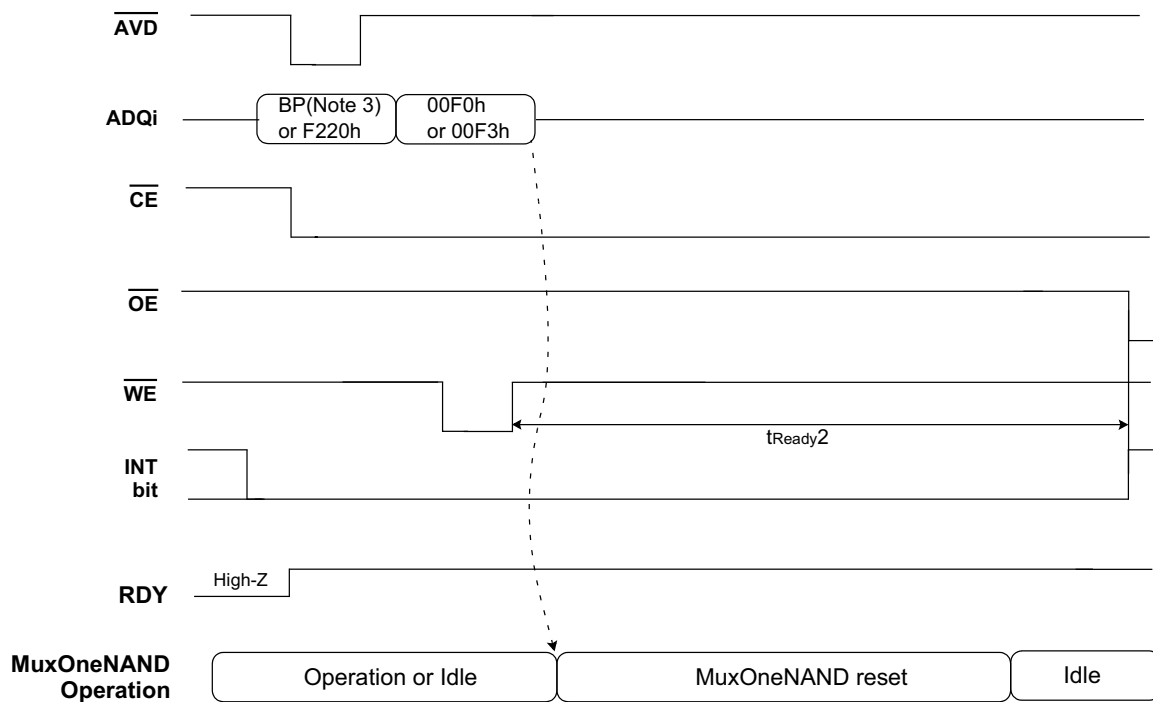 AVD
ADQi
BP(Note 3)
or F220h
00F0h
or 00F3h
CE
OE
WE
tReady2
INT
bit
High-Z
RDY
MuxOneNAND
Operation
Operation or Idle
MuxOneNAND reset
Idle